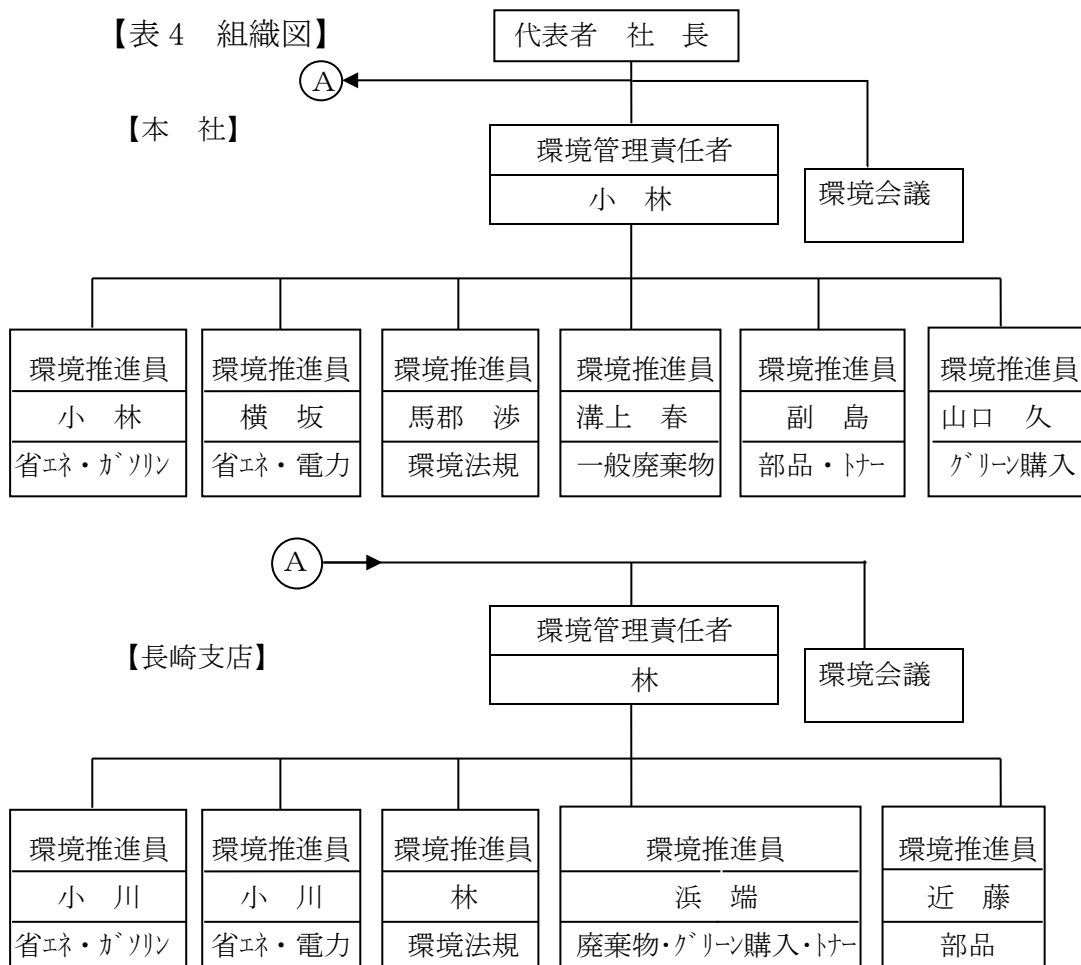 【表4 組織図】
代表者 社 長
A
【本 社】
環境管理責任者
小 林
環境会議
環境推進員 環境推進員 環境推進員 環境推進員 環境推進員 環境推進員
小 林 横 坂 馬郡 渉 溝上 春 副 島 山口 久
省エネ・ガソリン 省エネ・電力 環境法規 一般廃棄物 部品・トナー グリーン購入
A
環境管理責任者
【長崎支店】
林
環境会議
環境推進員 環境推進員 環境推進員 環境推進員 環境推進員
小 川 小 川 林 浜 端 近 藤
省エネ・ガソリン 省エネ・電力 環境法規 廃棄物・グリーン購入・トナー 部品